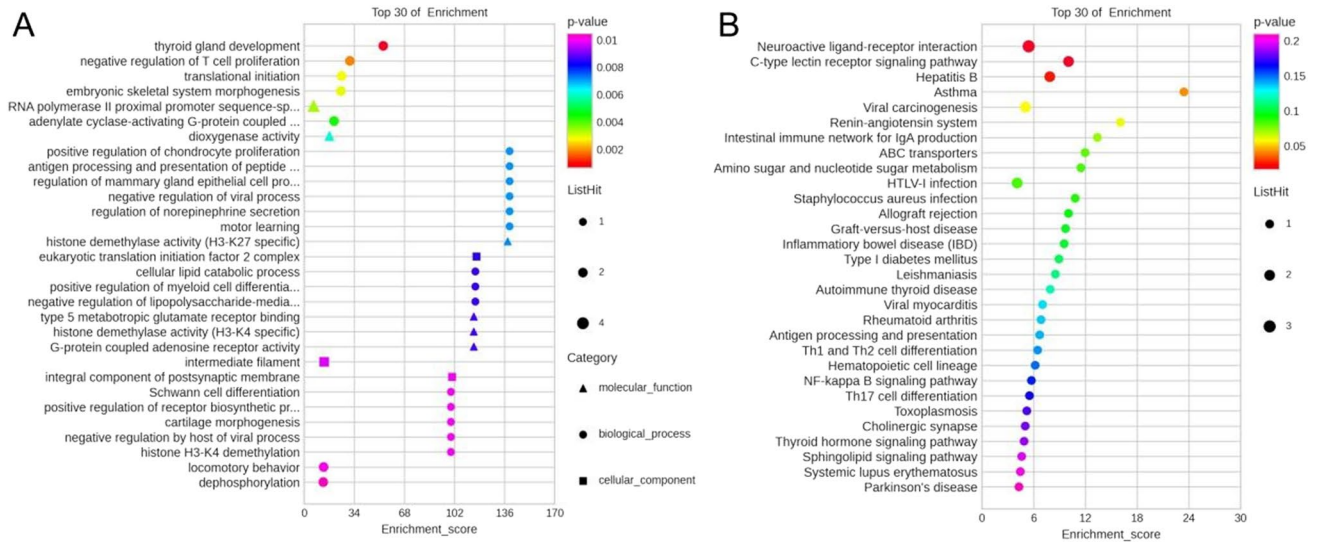 A
Top 30 of Enrichment
thyroid gland development
negative regulation of T cell proliferation
translational initiation
embryonic skeletal system morphogenesis
RNA polymerase II proximal promoter sequence-sp...
adenylate cyclase-activating G-protein coupled ...
dioxygenase activity
positive regulation of chondrocyte proliferation
antigen processing and presentation of peptide ...
regulation of mammary gland epithelial cell pro...
negative regulation of viral process
regulation of norepinephrine secretion
motor learning
histone demethylase activity (H3-K27 specific)
eukaryotic translation initiation factor 2 complex
cellular lipid catabolic process
positive regulation of myeloid cell differentia...
negative regulation of lipopolysaccharide-media...
type 5 metabotropic glutamate receptor binding
histone demethylase activity (H3-K4 specific)
G-protein coupled adenosine receptor activity
intermediate filament
integral component of postsynaptic membrane
Schwann cell differentiation
positive regulation of receptor biosynthetic pr...
cartilage morphogenesis
negative regulation by host of viral process
histone H3-K4 demethylation
locomotory behavior
dephosphorylation
0 34 68 102 136 170
Enrichment_score
p-value
0.01
0.008
0.006
0.004
0.002
ListHit
1
2
4
Category
molecular_function
biological_process
cellular_component
B
Top 30 of Enrichment
Neuroactive ligand-receptor interaction
C-type lectin receptor signaling pathway
Hepatitis B
Asthma
Viral carcinogenesis
Renin-angiotensin system
Intestinal immune network for IgA production
ABC transporters
Amino sugar and nucleotide sugar metabolism
HTLV-I infection
Staphylococcus aureus infection
Allograft rejection
Graft-versus-host disease
Inflammatory bowel disease (IBD)
Type I diabetes mellitus
Leishmaniasis
Autoimmune thyroid disease
Viral myocarditis
Rheumatoid arthritis
Antigen processing and presentation
Th1 and Th2 cell differentiation
Hematopoietic cell lineage
NF-kappa B signaling pathway
Th17 cell differentiation
Toxoplasmosis
Cholinergic synapse
Thyroid hormone signaling pathway
Sphingolipid signaling pathway
Systemic lupus erythematosus
Parkinson's disease
0 6 12 18 24 30
Enrichment_score
p-value
0.2
0.15
0.1
0.05
ListHit
1
2
3